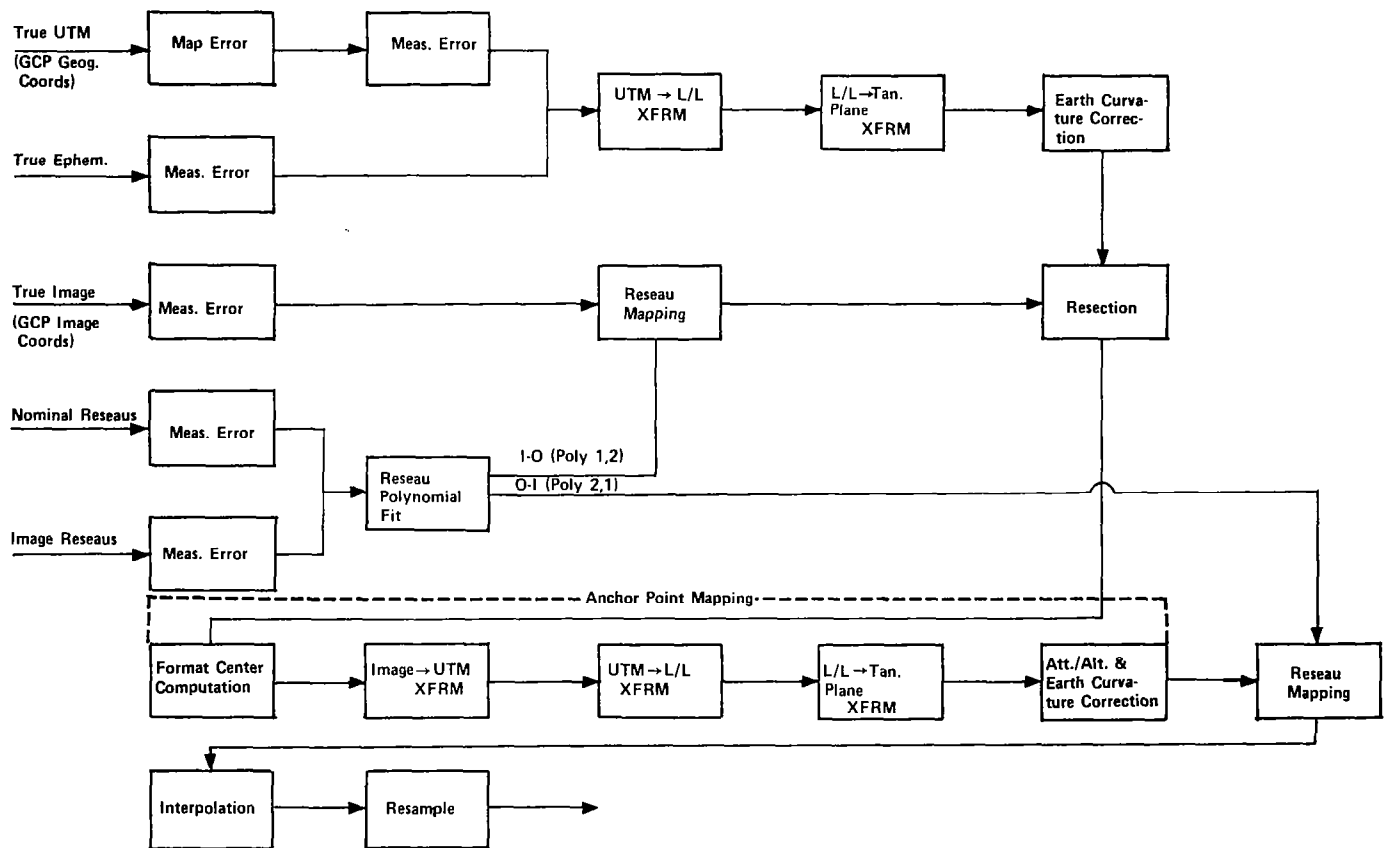 True UTM
(GCP Geog.
Coords)
Map Error
Meas. Error
UTM → L/L
XFRM
L/L→Tan.
Plane
XFRM
Earth Curva-
ture Correc-
tion
True Ephem.
Meas. Error
True Image
(GCP Image
Coords)
Meas. Error
Reseau
Mapping
Resection
Nominal Reseaus
Meas. Error
I-O (Poly 1,2)
O-I (Poly 2,1)
Reseau
Polynomial
Fit
Image Reseaus
Meas. Error
Anchor Point Mapping
Format Center
Computation
Image→UTM
XFRM
UTM→L/L
XFRM
L/L→Tan.
Plane
XFRM
Att./Alt. &
Earth Curva-
ture Correction
Reseau
Mapping
Interpolation
Resample